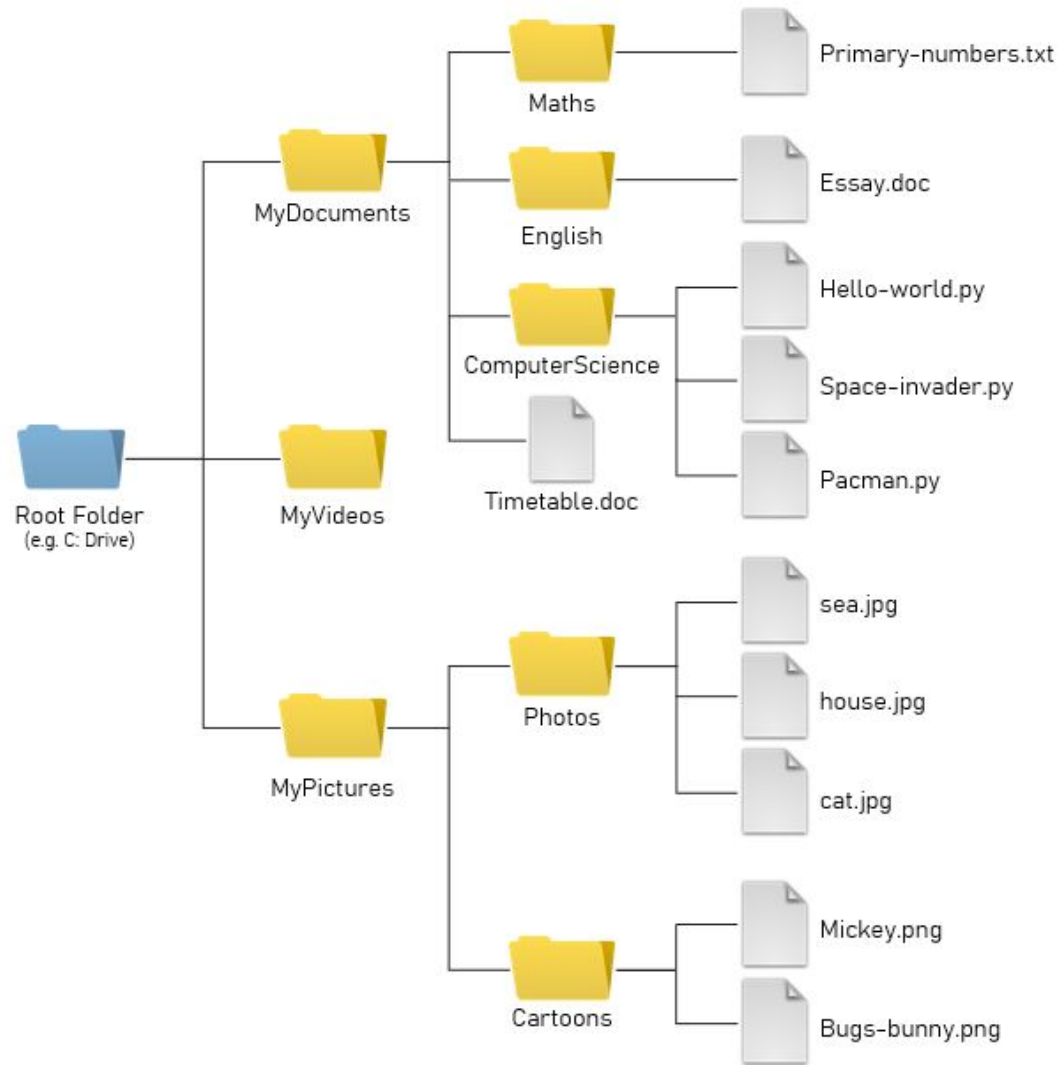 Maths
Primary-numbers.txt
MyDocuments
English
Essay.doc
ComputerScience
Hello-world.py
Space-invader.py
Timetable.doc
Pacman.py
Root Folder
(e.g. C: Drive)
MyVideos
MyPictures
Photos
sea.jpg
house.jpg
cat.jpg
Cartoons
Mickey.png
Bugs-bunny.png